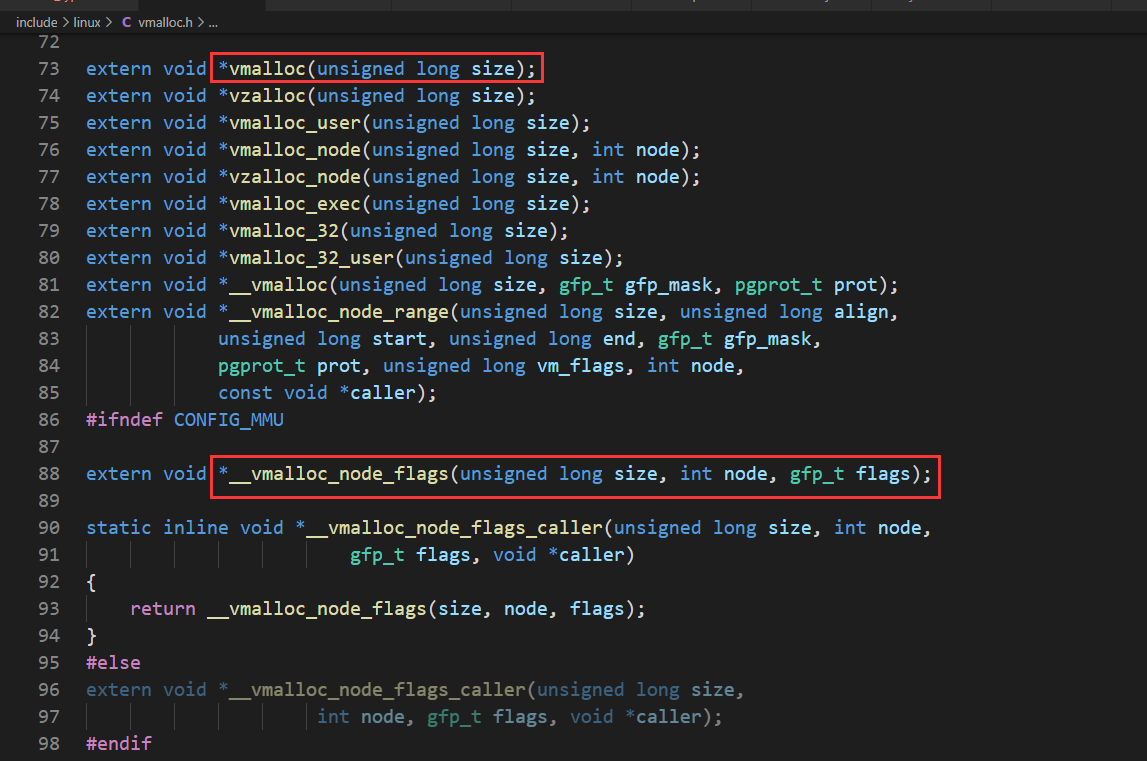 include > linux > C vmalloc.h > ...
72
73 extern void *vmalloc(unsigned long size);
74 extern void *vzalloc(unsigned long size);
75 extern void *vmalloc_user(unsigned long size);
76 extern void *vmalloc_node(unsigned long size, int node);
77 extern void *vzalloc_node(unsigned long size, int node);
78 extern void *vmalloc_exec(unsigned long size);
79 extern void *vmalloc_32(unsigned long size);
80 extern void *vmalloc_32_user(unsigned long size);
81 extern void *__vmalloc(unsigned long size, gfp_t gfp_mask, pgprot_t prot);
82 extern void *__vmalloc_node_range(unsigned long size, unsigned long align,
83 unsigned long start, unsigned long end, gfp_t gfp_mask,
84 pgprot_t prot, unsigned long vm_flags, int node,
85 const void *caller);
86 #ifndef CONFIG_MMU
87
88 extern void *__vmalloc_node_flags(unsigned long size, int node, gfp_t flags);
89
90 static inline void *__vmalloc_node_flags_caller(unsigned long size, int node,
91 gfp_t flags, void *caller)
92 {
93 return __vmalloc_node_flags(size, node, flags);
94 }
95 #else
96 extern void *__vmalloc_node_flags_caller(unsigned long size,
97 int node, gfp_t flags, void *caller);
98 #endif